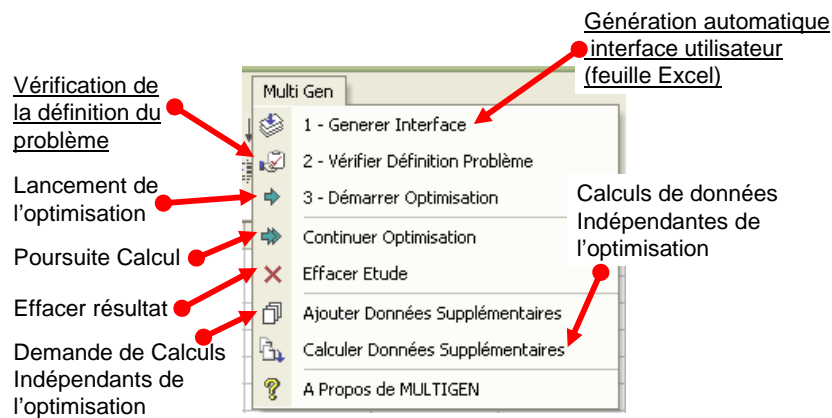 Génération automatique
interface utilisateur
(feuille Excel)
Vérification de
la définition du
problème
Lancement de
l'optimisation
Poursuite Calcul
Effacer résultat
Demande de Calculs
Indépendants de
l'optimisation
Multi Gen
1 - Generer Interface
2 - Vérifier Définition Problème
3 - Démarrer Optimisation
Continuer Optimisation
Effacer Etude
Ajouter Données Supplémentaires
Calculer Données Supplémentaires
A Propos de MULTIGEN
Calculs de données
Indépendantes de
l'optimisation